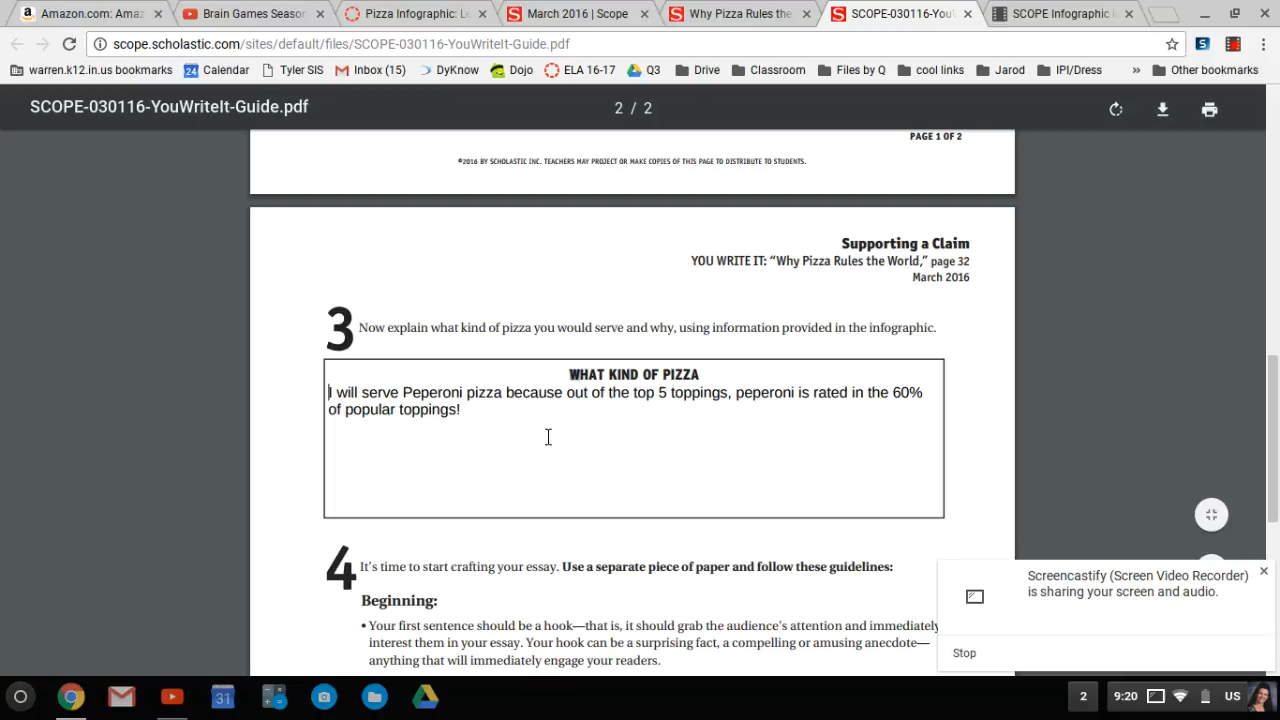 Amazon.com: Amaz
Brain Games Season
Pizza Infographic: Le
March 2016 | Scope
Why Pizza Rules the
SCOPE-030116-YouW
SCOPE Infographic
scope.scholastic.com/sites/default/files/SCOPE-030116-YouWriteIt-Guide.pdf
warren.k12.in.us bookmarks
24 Calendar
Tyler SIS
Inbox (15)
DyKnow
Dojo
ELA 16-17
Q3
Drive
Classroom
Files by Q
cool links
Jarod
IPI/Dress
»
Other bookmarks
SCOPE-030116-YouWriteIt-Guide.pdf
2 / 2
PAGE 1 OF 2
©2016 BY SCHOLASTIC INC. TEACHERS MAY PROJECT OR MAKE COPIES OF THIS PAGE TO DISTRIBUTE TO STUDENTS.
Supporting a Claim
YOU WRITE IT: “Why Pizza Rules the World,” page 32
March 2016
3 Now explain what kind of pizza you would serve and why, using information provided in the infographic.
WHAT KIND OF PIZZA
I will serve Peperoni pizza because out of the top 5 toppings, peperoni is rated in the 60%
of popular toppings!
4 It’s time to start crafting your essay. Use a separate piece of paper and follow these guidelines:
Beginning:
• Your first sentence should be a hook—that is, it should grab the audience’s attention and immediately
interest them in your essay. Your hook can be a surprising fact, a compelling or amusing anecdote—
anything that will immediately engage your readers.
Screencastify (Screen Video Recorder)
is sharing your screen and audio.
Stop
31
2
9:20
US